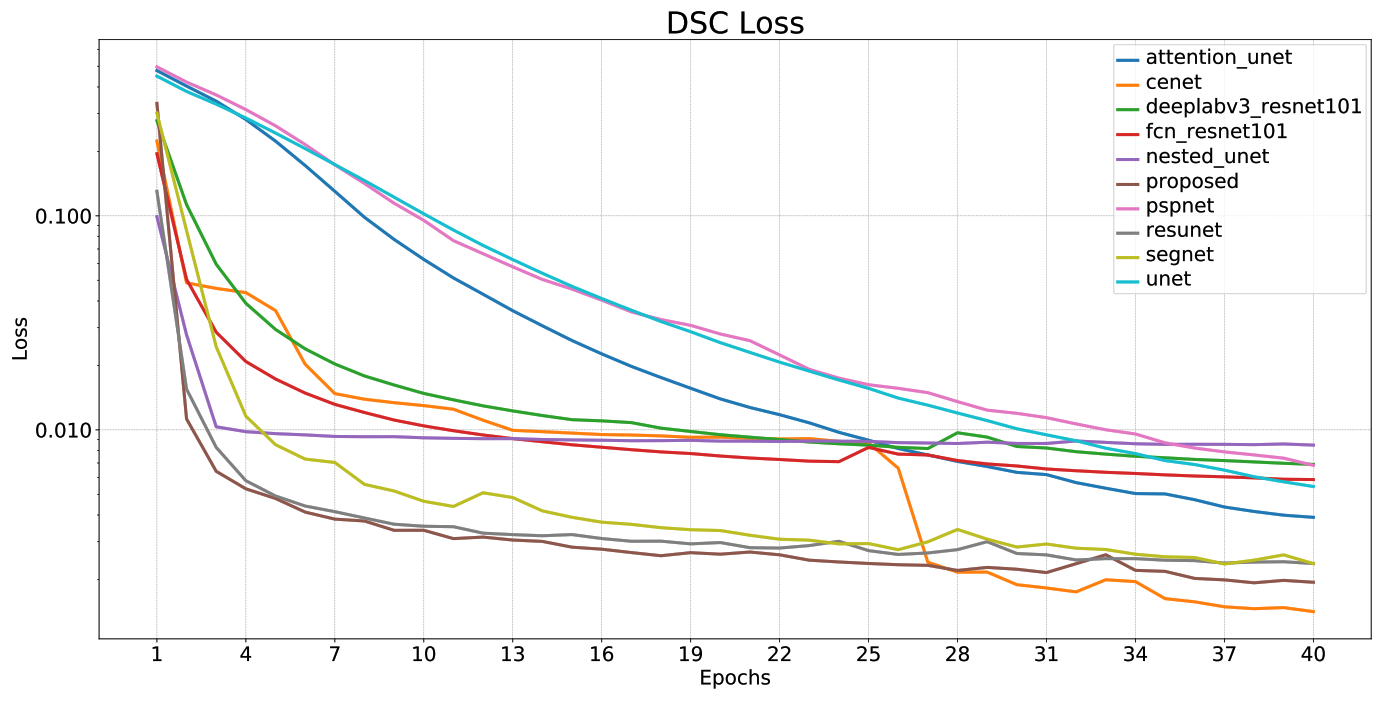 DSC Loss
attention_unet
cenet
deeplabv3_resnet101
fcn_resnet101
nested_unet
proposed
pspnet
resunet
segnet
unet
0.100
0.010
Loss
1 4 7 10 13 16 19 22 25 28 31 34 37 40
Epochs